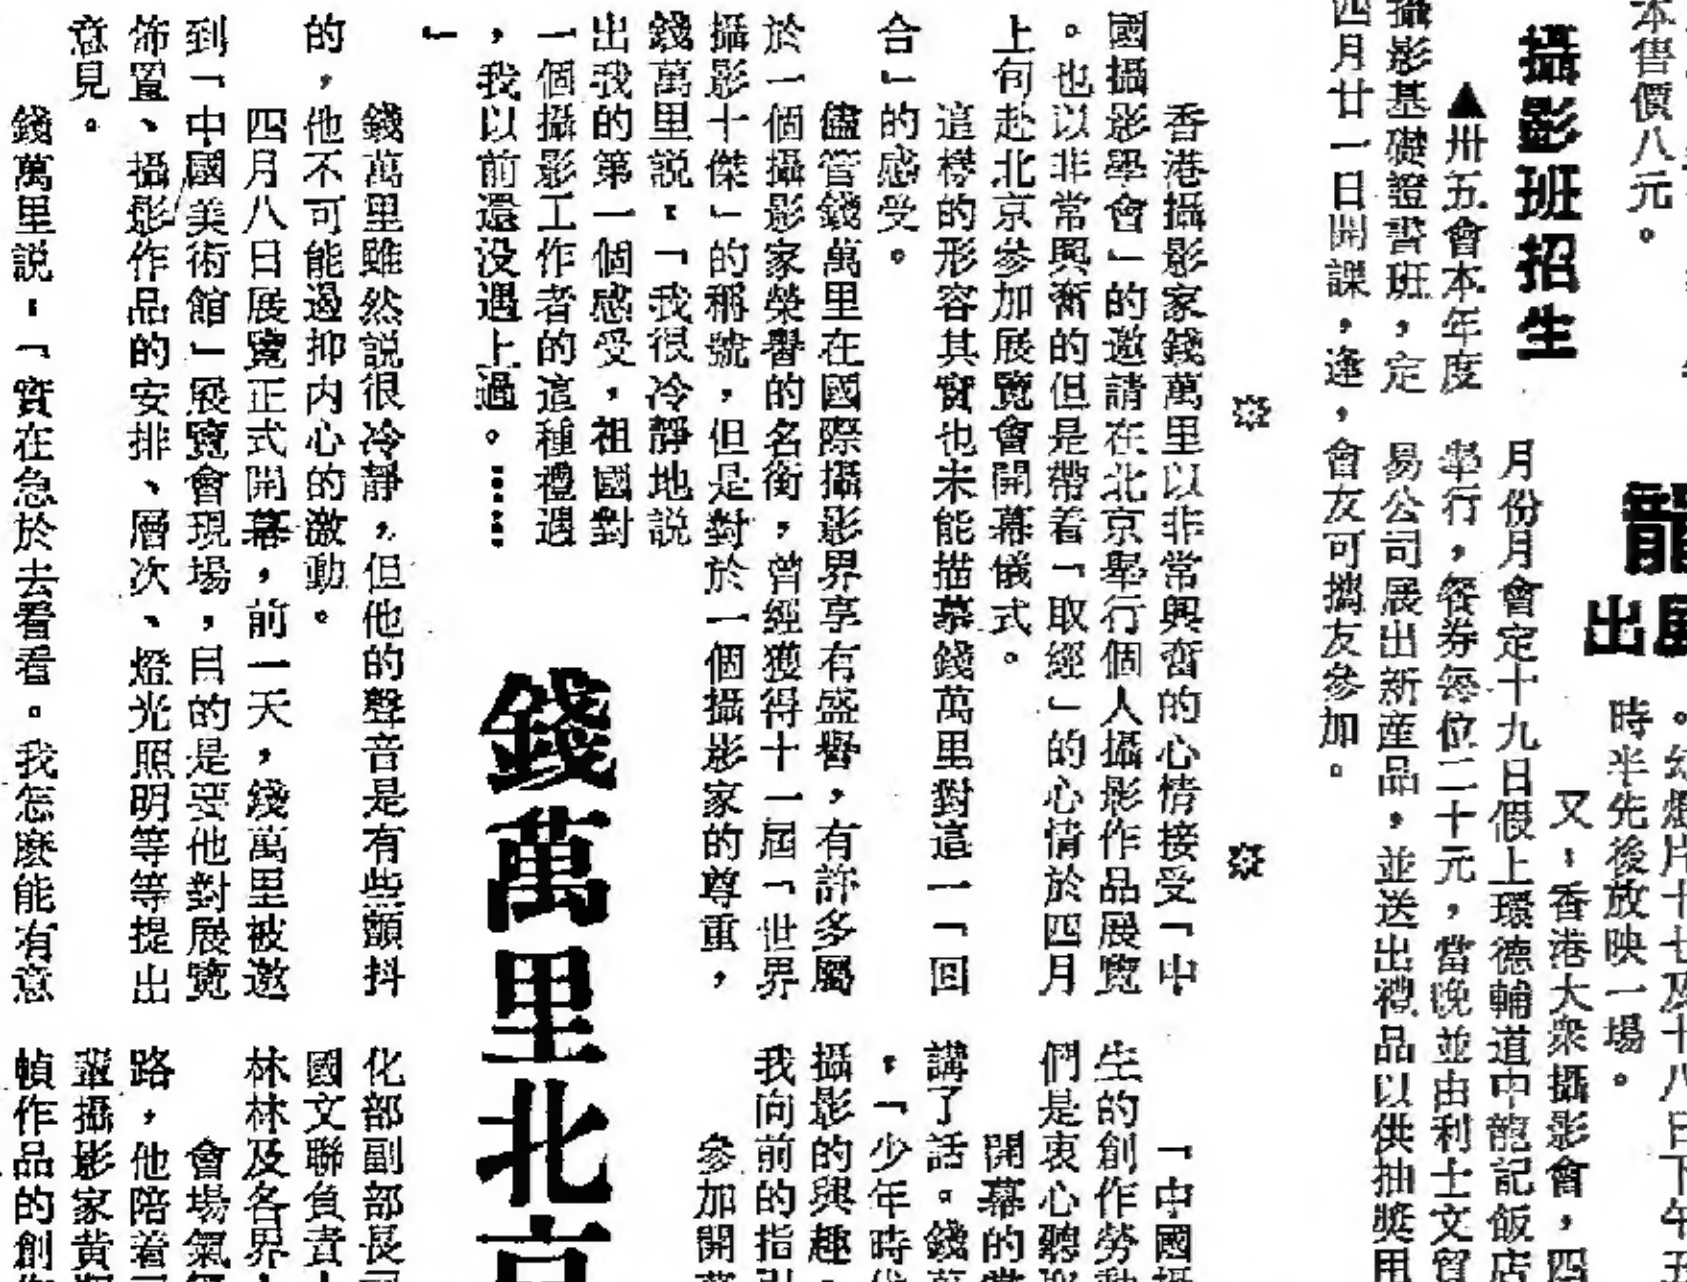 本售價八元。
攝影班招生
▲卅五會本年度
攝影基礎證書班，定
四月廿一日開課，逢，
會友可攜友參加。
龍
出展
時半先後放映一場。
又，香港大衆攝影會，四
月份月會定十九日假上環德輔道中龍記飯店
舉行，餐券每位二十元，當晚並由利士文貿
易公司展出新產品，並送出禮品以供抽獎用
香港攝影家錢萬里以非常興奮的心情接受「中
國攝影學會」的邀請在北京舉行個人攝影作品展覽
。也以非常興奮的但是帶着「取經」的心情於四月
上旬赴北京參加展覽會開幕儀式。
這樣的形容其實也未能描慕錢萬里對這一「回
合」的感受。
儘管錢萬里在國際攝影界享有盛譽，有許多屬
於一個攝影家榮譽的名銜，曾經獲得十一屆「世界
攝影十傑」的稱號，但是對於一個攝影家的尊重，
錢萬里説：「我很冷靜地説
出我的第一個感受，祖國對
一個攝影工作者的這種禮遇
，我以前還没遇上過。……
」
錢萬里北京
錢萬里雖然説很冷靜，但他的聲音是有些顫抖
的，他不可能遏抑内心的激動。
四月八日展覽正式開幕，前一天，錢萬里被邀
到「中國美術館」展覽會現場，目的是要他對展覽
佈置、攝影作品的安排、層次、燈光照明等等提出
意見。
錢萬里説：「實在急於去看看。我怎麽能有意
「中國攝
生的創作勞動
們是衷心聽
開幕的當
講了話。錢萬
，「少年時代
攝影的興趣，
我向前的指引
參加開幕
化部副部長
國文聯負責人
林林及各界
會場氣氛
路，他陪着
輩攝影家黄翔
幀作品的創作